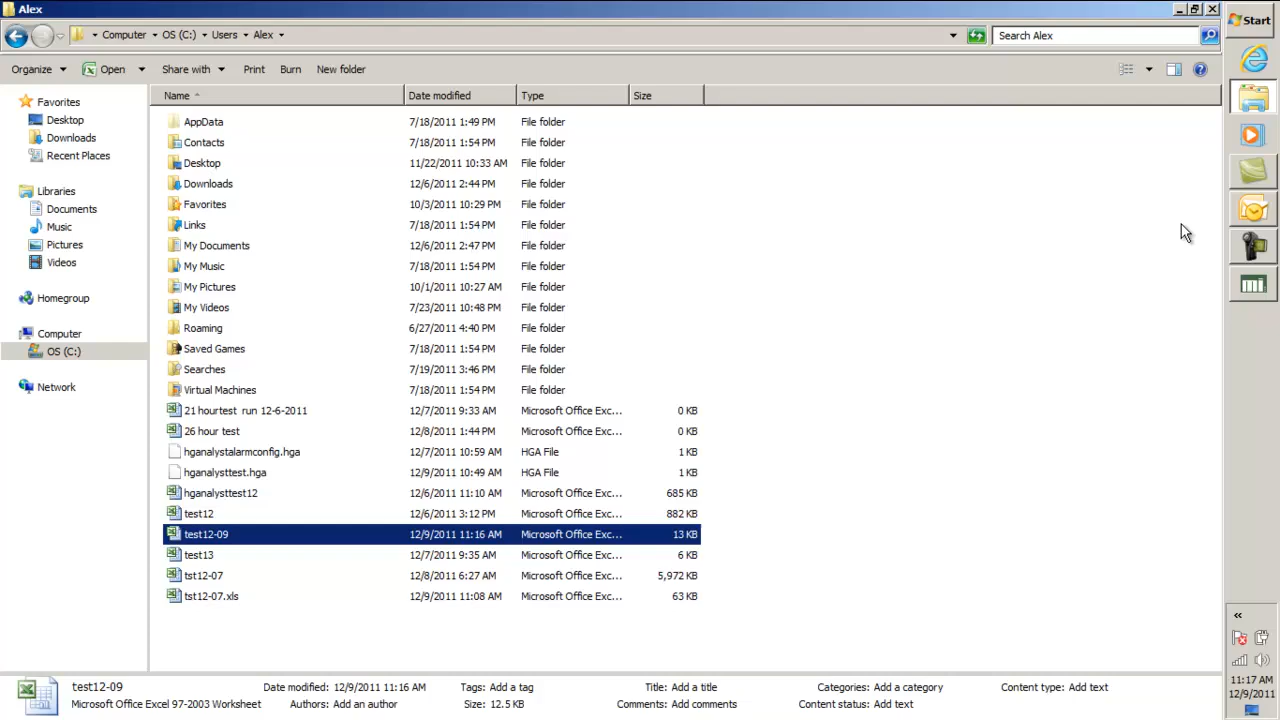 Alex
Computer OS (C:) Users Alex
Search Alex
Start
Organize Open Share with Print Burn New folder
Name Date modified Type Size
Favorites
Desktop
Downloads
Recent Places
Libraries
Documents
Music
Pictures
Videos
Homegroup
Computer
OS (C:)
Network
AppData 7/18/2011 1:49 PM File folder
Contacts 7/18/2011 1:54 PM File folder
Desktop 11/22/2011 10:33 AM File folder
Downloads 12/6/2011 2:44 PM File folder
Favorites 10/3/2011 10:29 PM File folder
Links 7/18/2011 1:54 PM File folder
My Documents 12/6/2011 2:47 PM File folder
My Music 7/18/2011 1:54 PM File folder
My Pictures 10/1/2011 10:27 AM File folder
My Videos 7/23/2011 10:48 PM File folder
Roaming 6/27/2011 4:40 PM File folder
Saved Games 7/18/2011 1:54 PM File folder
Searches 7/19/2011 3:46 PM File folder
Virtual Machines 7/18/2011 1:54 PM File folder
21 hourtest run 12-6-2011 12/7/2011 9:33 AM Microsoft Office Exc... 0 KB
26 hour test 12/8/2011 1:44 PM Microsoft Office Exc... 0 KB
hganalystalarmconfig.hga 12/7/2011 10:59 AM HGA File 1 KB
hganalysttest.hga 12/9/2011 10:49 AM HGA File 1 KB
hganalysttest12 12/6/2011 11:10 AM Microsoft Office Exc... 685 KB
test12 12/6/2011 3:12 PM Microsoft Office Exc... 882 KB
test12-09 12/9/2011 11:16 AM Microsoft Office Exc... 13 KB
test13 12/7/2011 9:35 AM Microsoft Office Exc... 6 KB
tst12-07 12/8/2011 6:27 AM Microsoft Office Exc... 5,972 KB
tst12-07.xls 12/9/2011 11:08 AM Microsoft Office Exc... 63 KB
test12-09 Date modified: 12/9/2011 11:16 AM Tags: Add a tag Title: Add a title Categories: Add a category Content type: Add text
Microsoft Office Excel 97-2003 Worksheet Authors: Add an author Size: 12.5 KB Comments: Add comments Content status: Add text
11:17 AM
12/9/2011